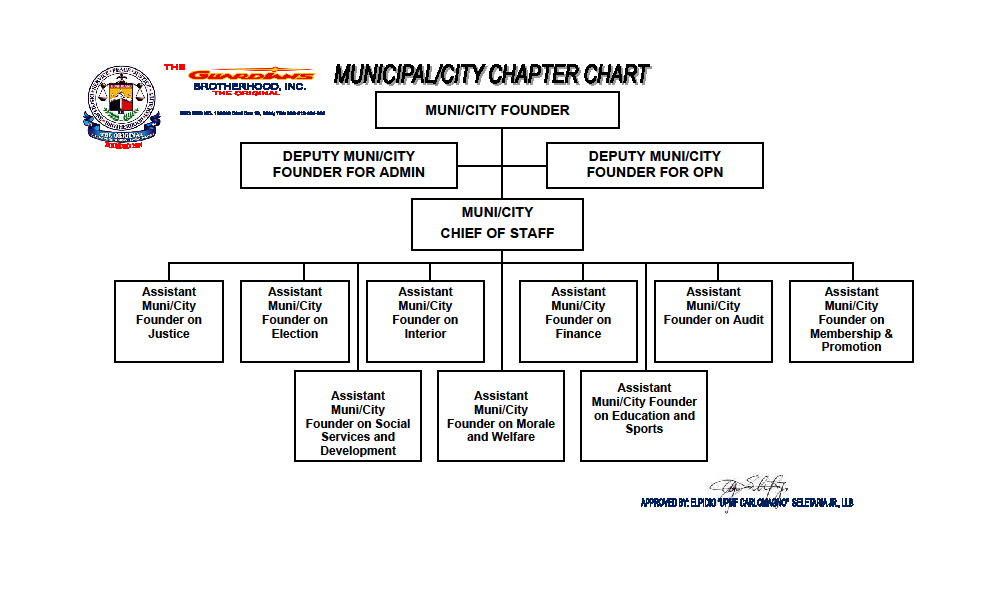 THE
GUARDIANS
BROTHERHOOD, INC.
THE ORIGINAL
MUNICIPAL/CITY CHAPTER CHART
MUNI/CITY FOUNDER
DEPUTY MUNI/CITY
FOUNDER FOR ADMIN
DEPUTY MUNI/CITY
FOUNDER FOR OPN
MUNI/CITY
CHIEF OF STAFF
Assistant
Muni/City
Founder on
Justice
Assistant
Muni/City
Founder on
Election
Assistant
Muni/City
Founder on
Interior
Assistant
Muni/City
Founder on
Finance
Assistant
Muni/City
Founder on Audit
Assistant
Muni/City
Founder on
Membership &
Promotion
Assistant
Muni/City
Founder on Social
Services and
Development
Assistant
Muni/City
Founder on Morale
and Welfare
Assistant
Muni/City Founder
on Education and
Sports
APPROVED BY: ELPIDIO "UPMF CARLOMAGNO" SELETARIA JR., LLB